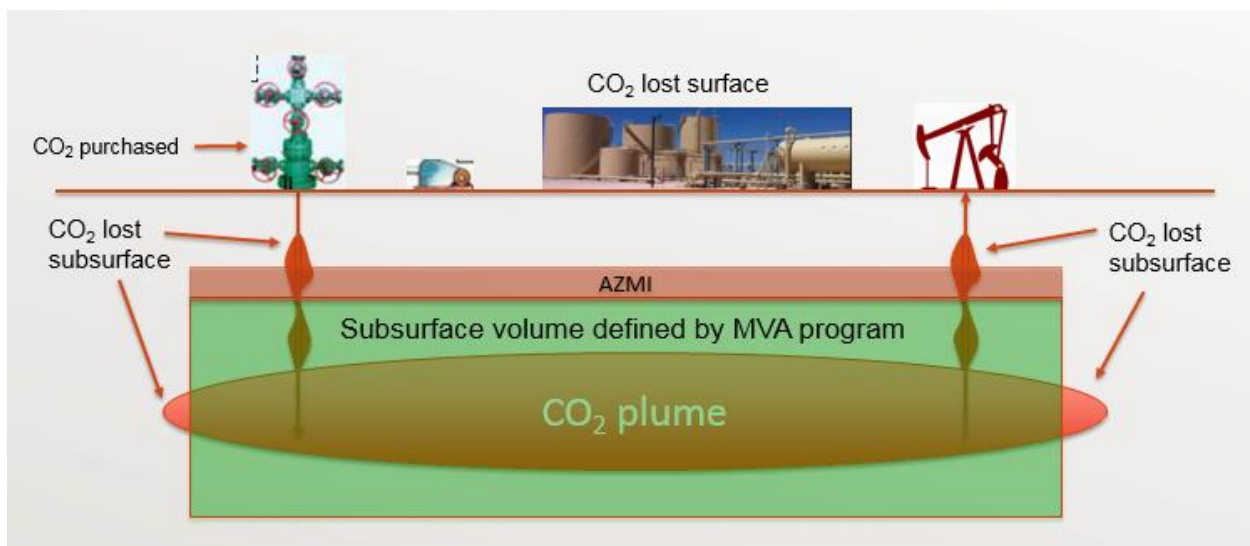 CO₂ lost surface
CO₂ purchased
CO₂ lost
subsurface
CO₂ lost
subsurface
AZMI
Subsurface volume defined by MVA program
CO₂ plume